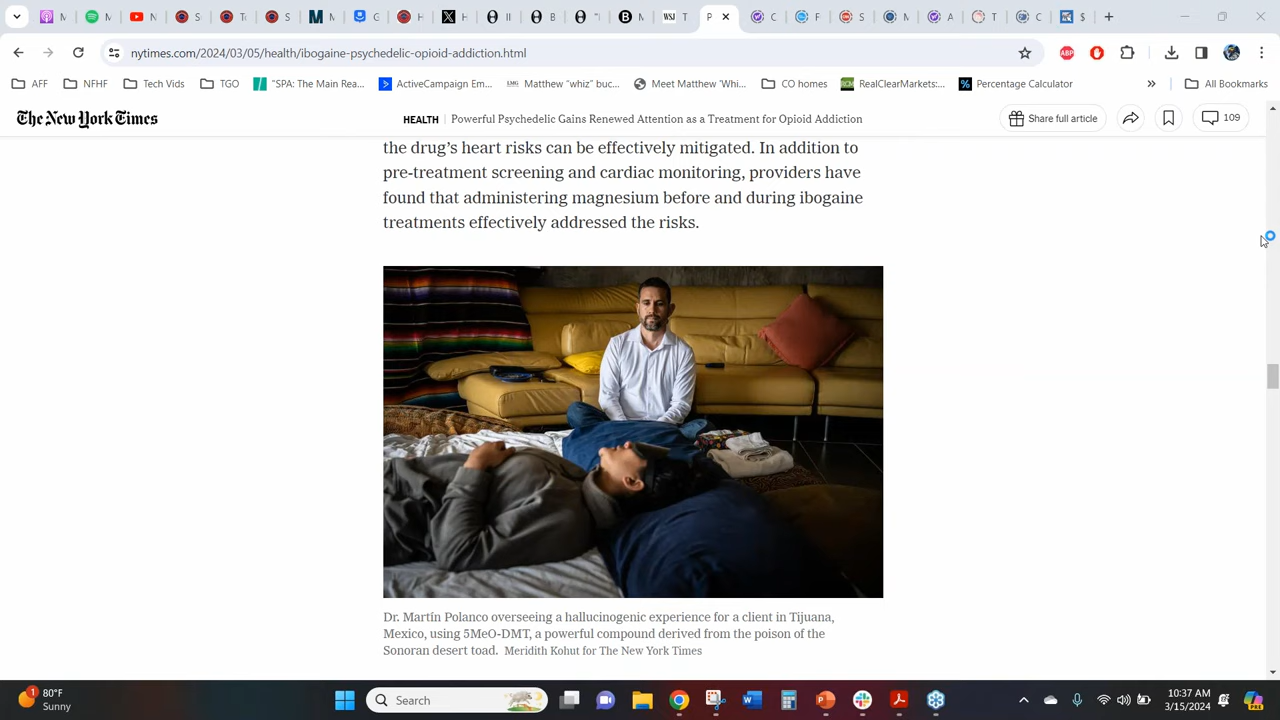 S
N
S
T
S
M
G
H
H
II
B
"
B
WSJ T
P
C
F
S
M
A
T
C
$
nytimes.com/2024/03/05/health/ibogaine-psychedelic-opioid-addiction.html
ABP
AFF
NFHF
Tech Vids
TGO
"SPA: The Main Rea...
ActiveCampaign Em...
Matthew "whiz" buc...
Meet Matthew 'Whi...
CO homes
RealClearMarkets:...
Percentage Calculator
»
All Bookmarks
The New York Times
HEALTH | Powerful Psychedelic Gains Renewed Attention as a Treatment for Opioid Addiction
Share full article
109
the drug's heart risks can be effectively mitigated. In addition to
pre-treatment screening and cardiac monitoring, providers have
found that administering magnesium before and during ibogaine
treatments effectively addressed the risks.
Dr. Martín Polanco overseeing a hallucinogenic experience for a client in Tijuana,
Mexico, using 5MeO-DMT, a powerful compound derived from the poison of the
Sonoran desert toad. Meridith Kohut for The New York Times
1
80°F
Sunny
Search
10:37 AM
3/15/2024